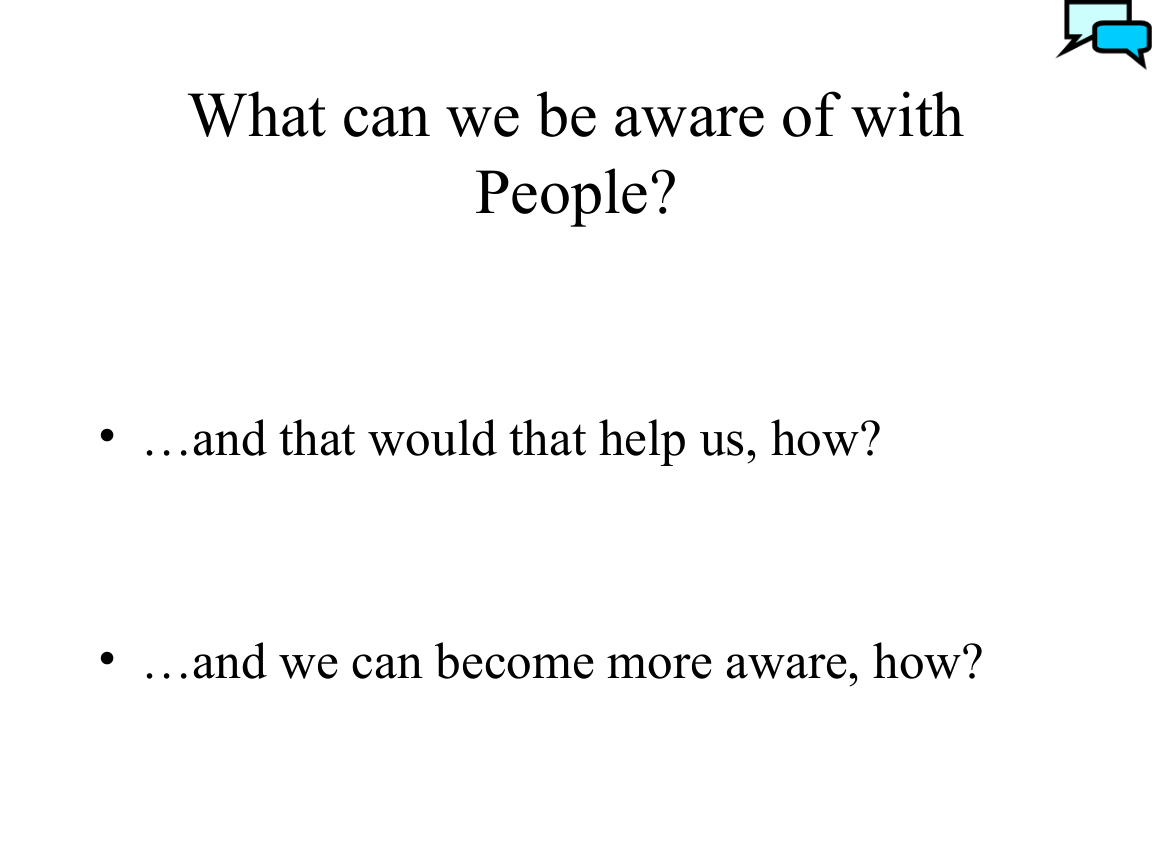 What can we be aware of with
People?
• …and that would that help us, how?
• …and we can become more aware, how?